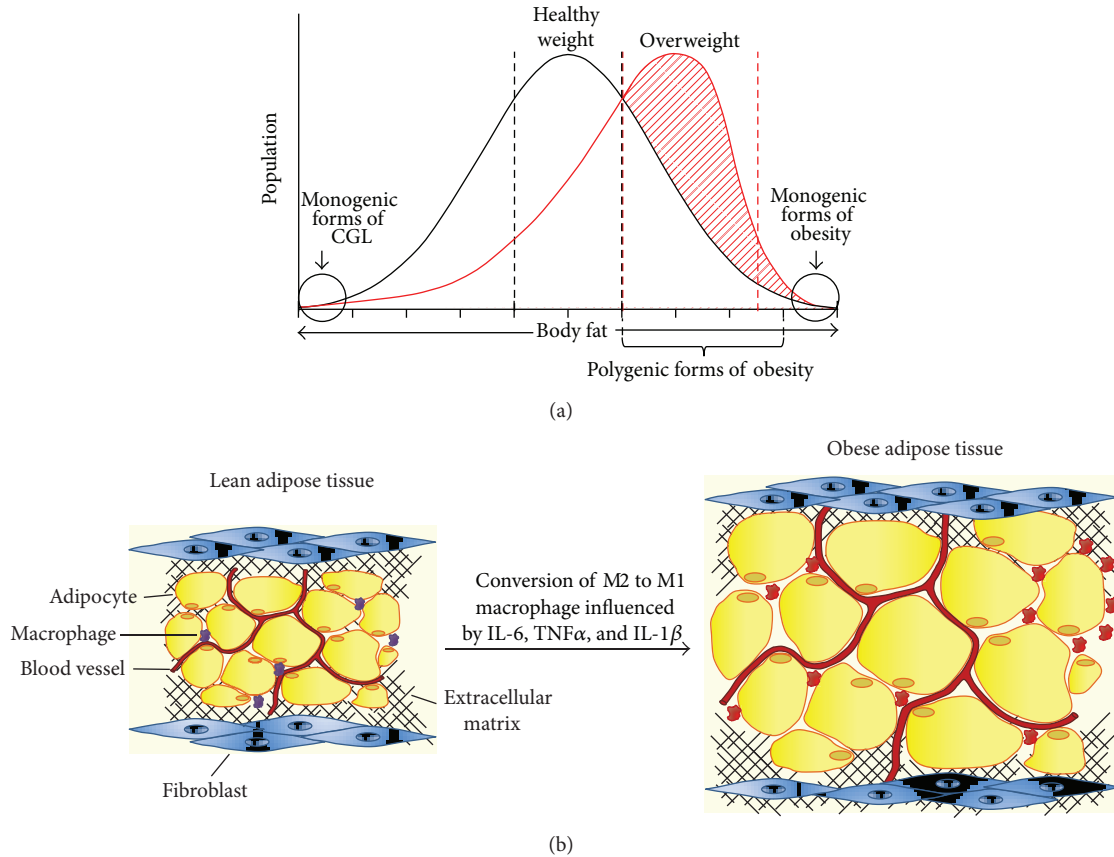 Healthy
weight
Overweight
Population
Monogenic
forms of
CGL
Monogenic
forms of
obesity
Body fat
Polygenic forms of obesity
(a)
Obese adipose tissue
Lean adipose tissue
Adipocyte
Macrophage
Blood vessel
Conversion of M2 to M1
macrophage influenced
by IL-6, TNFα, and IL-1β
Extracellular
matrix
Fibroblast
(b)